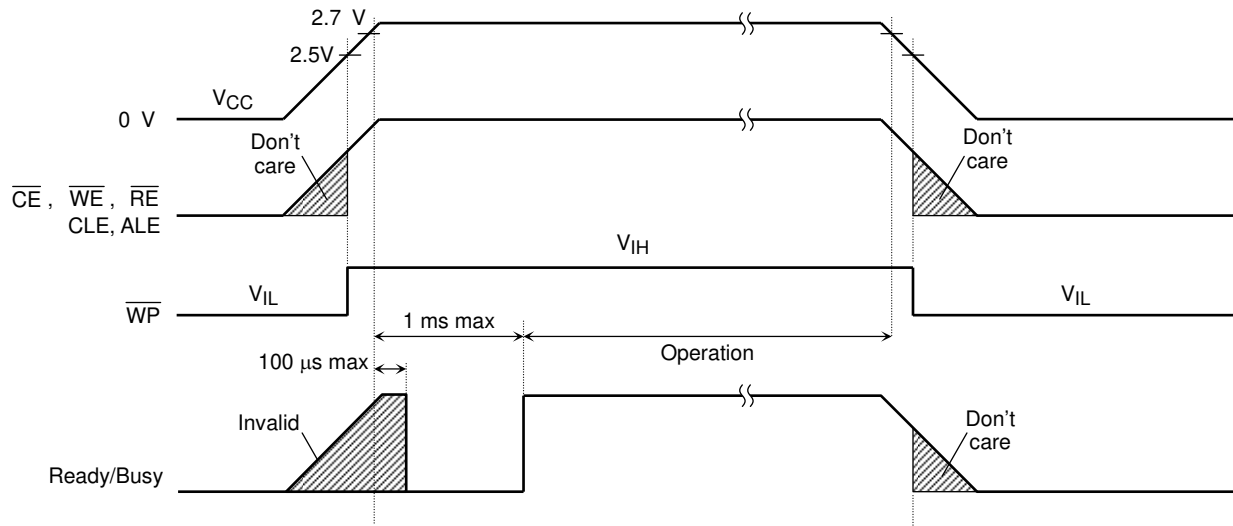 2.7 V
2.5V
VCC
0 V
Don't
care
Don't
care
CE , WE , RE
CLE, ALE
VIH
VIL
VIL
WP
1 ms max
Operation
100 μs max
Invalid
Don't
care
Ready/Busy